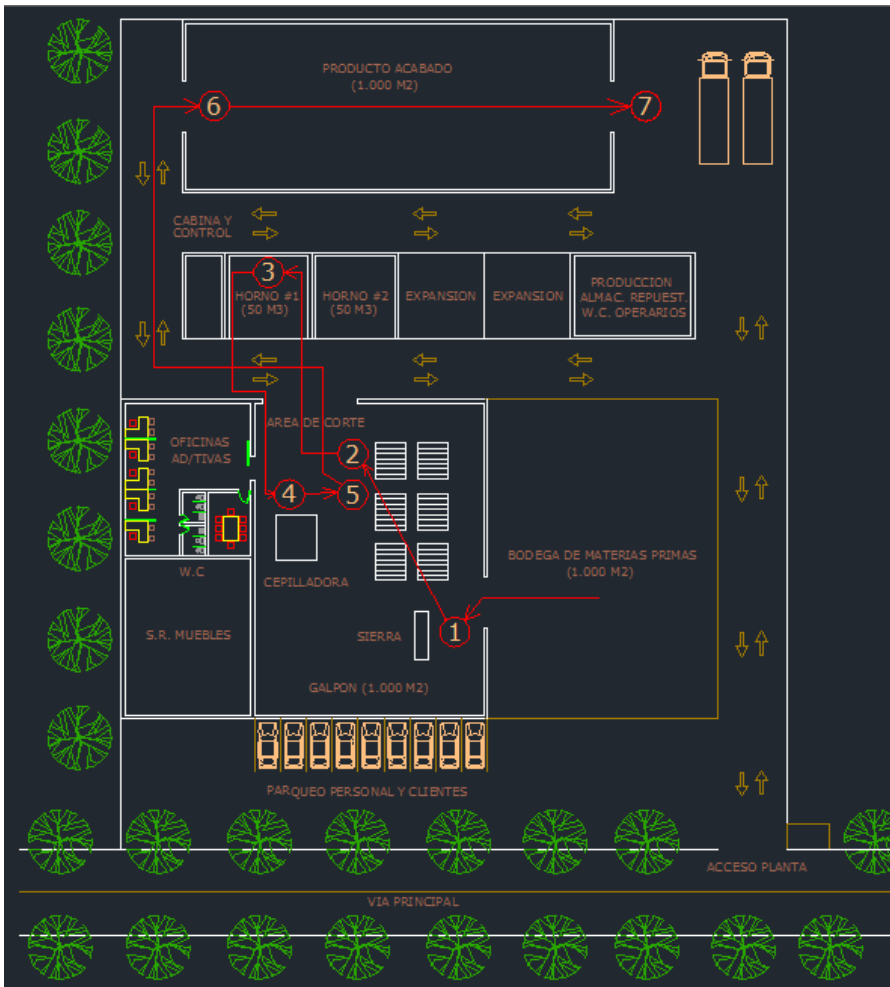 PRODUCTO ACABADO
(1.000 M2)
6
7
CABINA Y
CONTROL
3
HORNO #1
(50 M3)
HORNO #2
(50 M3)
EXPANSION
EXPANSION
PRODUCCION
ALMAC. REPUEST.
W.C. OPERARIOS
AREA DE CORTE
OFICINAS
AD/TIVAS
2
4
5
BODEGA DE MATERIAS PRIMAS
(1.000 M2)
W.C
CEPILLADORA
S.R. MUEBLES
SIERRA
1
GALPON (1.000 M2)
PARQUEO PERSONAL Y CLIENTES
ACCESO PLANTA
VIA PRINCIPAL